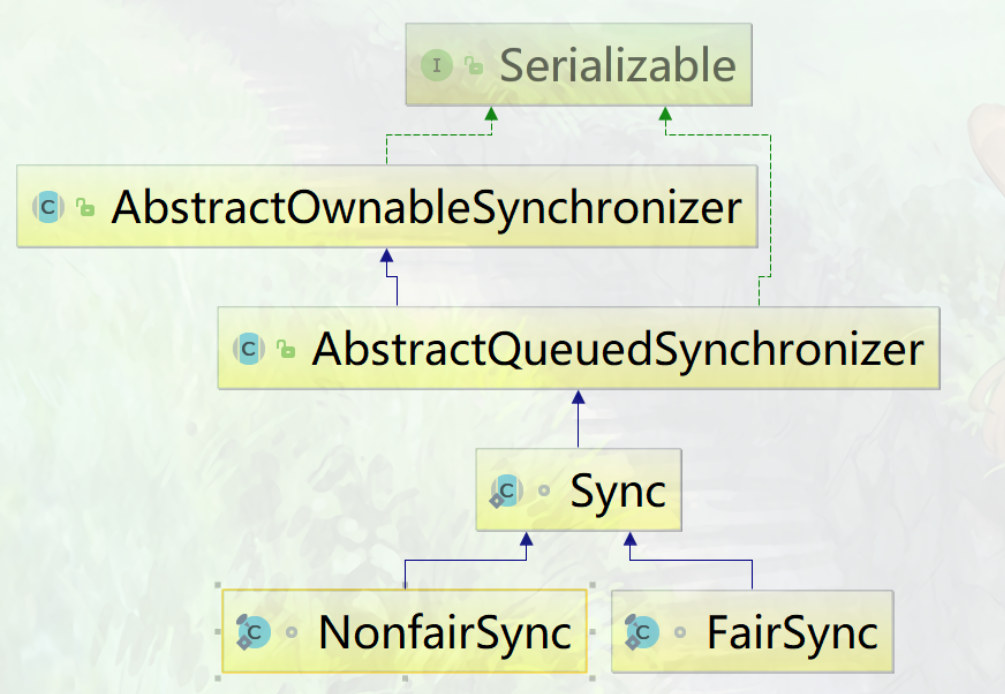 I Serializable
C AbstractOwnableSynchronizer
C AbstractQueuedSynchronizer
C Sync
C NonfairSync
C FairSync